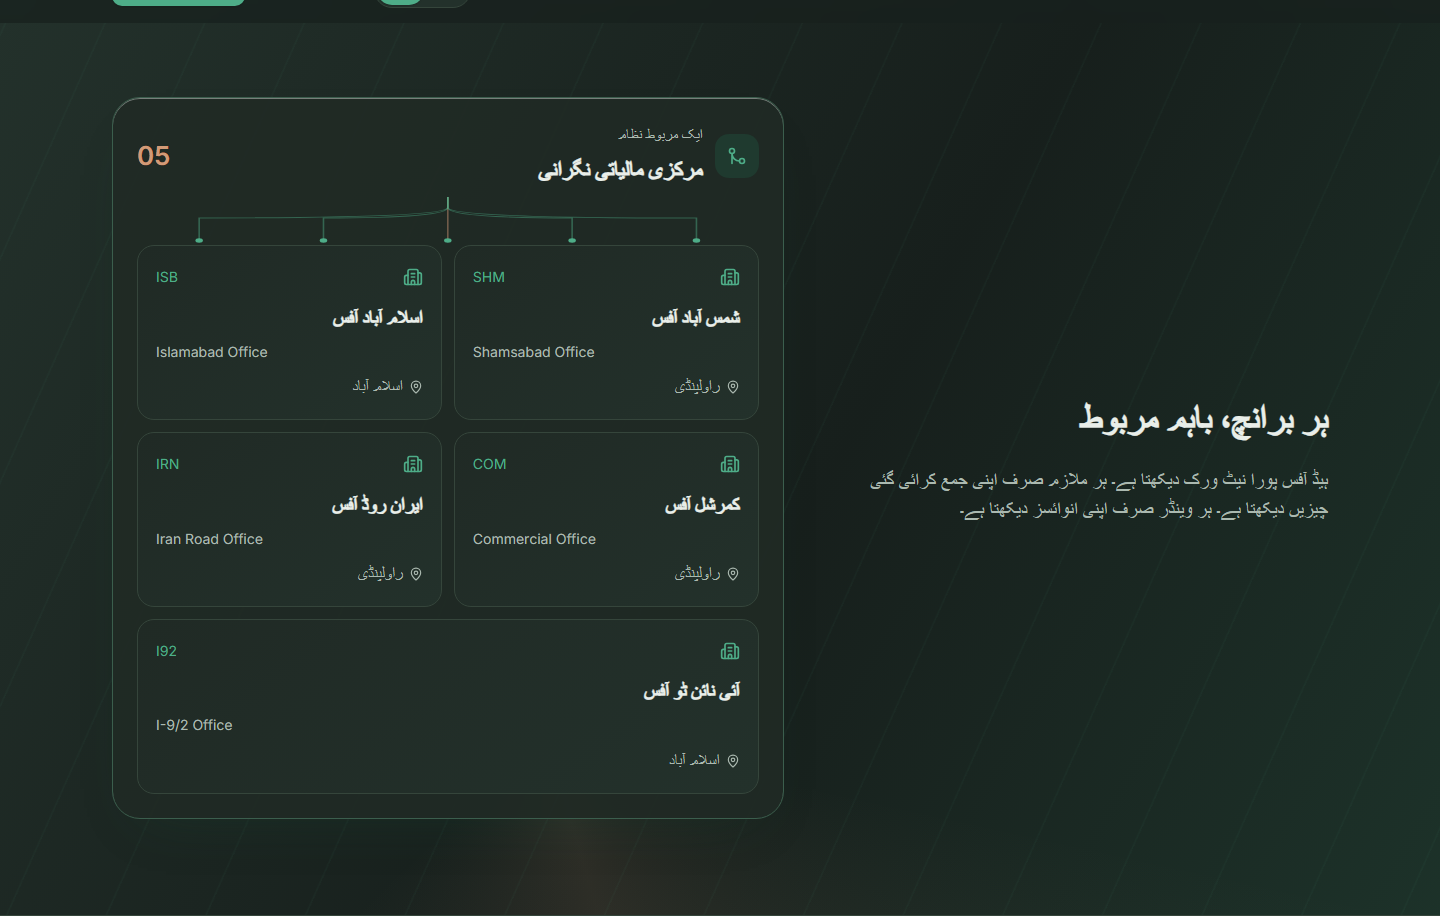 ہر برانچ، باہم مربوط
ہیڈ آفس پورا نیٹ ورک دیکھتا ہے۔ ہر ملازم صرف اپنی جمع کرائی گئی
چیزیں دیکھتا ہے۔ ہر وینڈر صرف اپنی انوائسز دیکھتا ہے۔
ایک مربوط نظام
مرکزی مالیاتی نگرانی
05
SHM
شمس آباد آفس
Shamsabad Office
راولپنڈی
ISB
اسلام آباد آفس
Islamabad Office
اسلام آباد
COM
کمرشل آفس
Commercial Office
راولپنڈی
IRN
ایران روڈ آفس
Iran Road Office
راولپنڈی
I92
آئی نائن ٹو آفس
I-9/2 Office
اسلام آباد